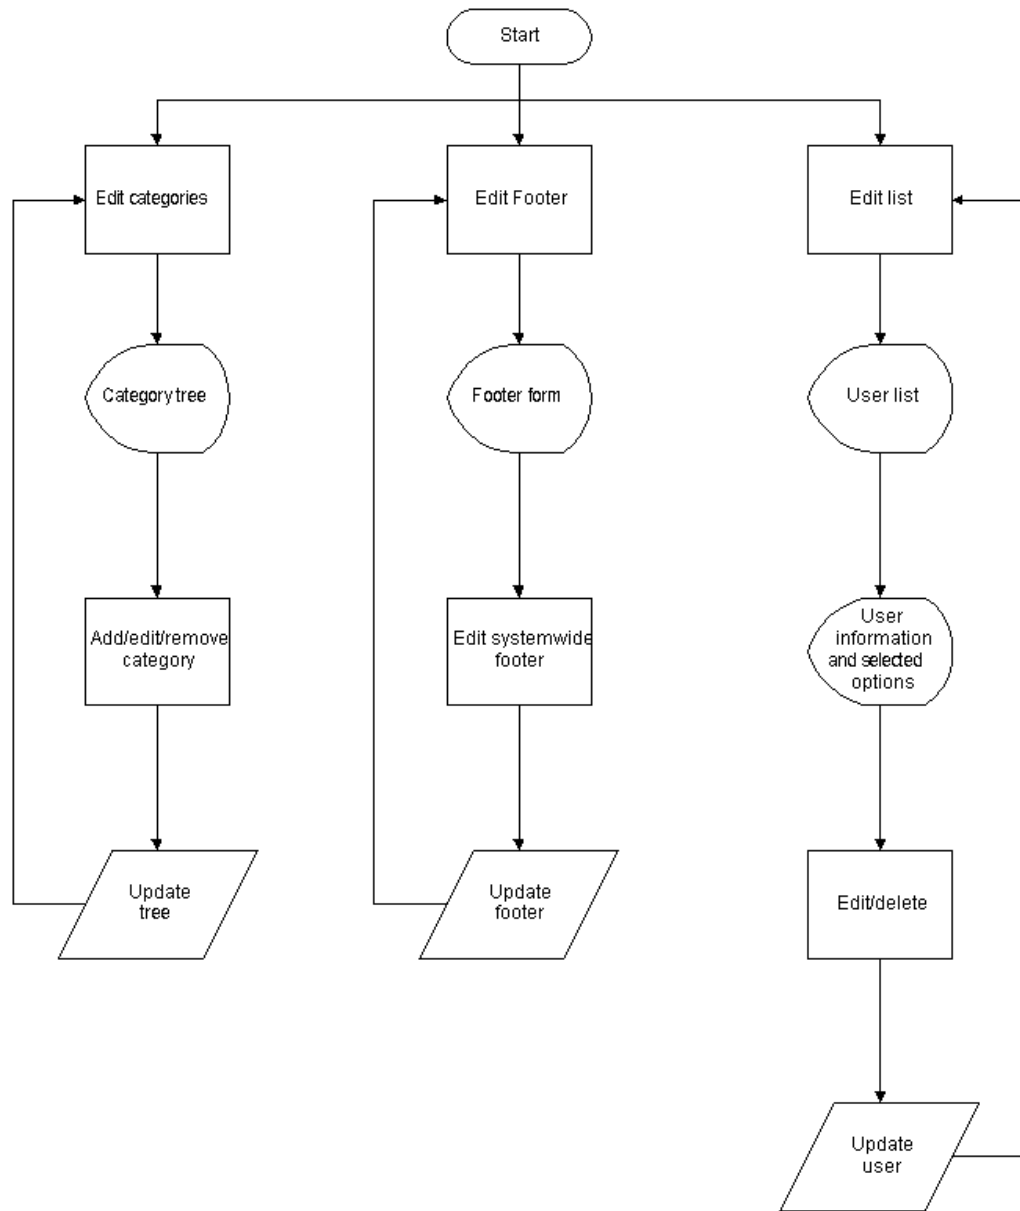 Start
Edit categories
Edit Footer
Edit list
Category tree
Footer form
User list
Add/edit/remove
category
Edit systemwide
footer
User
information
and selected
options
Update
tree
Update
footer
Edit/delete
Update
user